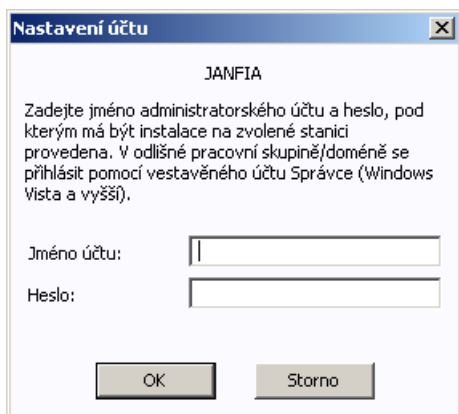 Nastavení účtu
JANFIA
Zadejte jméno administratorského účtu a heslo, pod
kterým má být instalace na zvolené stanici
provedena. V odlišné pracovní skupině/doméně se
přihlásit pomocí vestavěného účtu Správce (Windows
Vista a vyšší).
Jméno účtu:
Heslo:
OK Storno